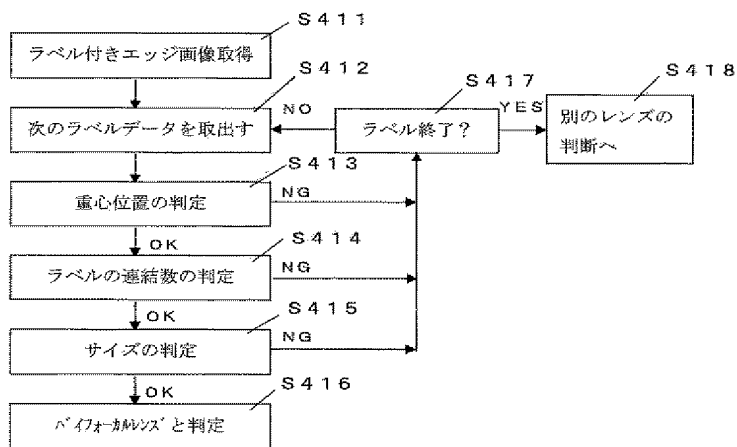 S411
ラベル付きエッジ画像取得
S412
次のラベルデータを取出す
NO
S417
ラベル終了?
YES
S418
別のレンズの
判断へ
S413
重心位置の判定
NG
OK
S414
ラベルの連結数の判定
NG
OK
S415
サイズの判定
NG
OK
S416
バイフォーカルレンズと判定